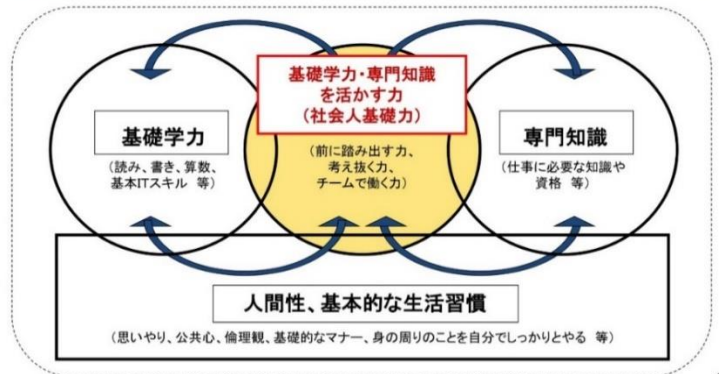 基礎学力・専門知識
を活かす力
（社会人基礎力）
基礎学力
（読み、書き、算数、
基本ITスキル 等）
（前に踏み出す力、
考え抜く力、
チームで働く力）
専門知識
（仕事に必要な知識や
資格 等）
人間性、基本的な生活習慣
（思いやり、公共心、倫理観、基礎的なマナー、身の周りのことを自分でしっかりとやる 等）